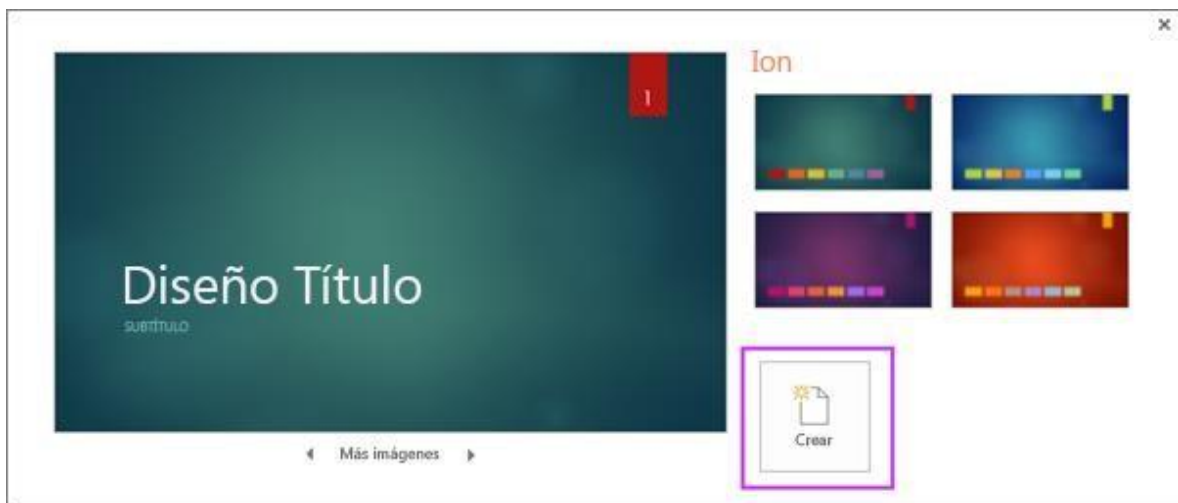 Ion
1
Diseño Título
SUBTÍTULO
Más imágenes
Crear